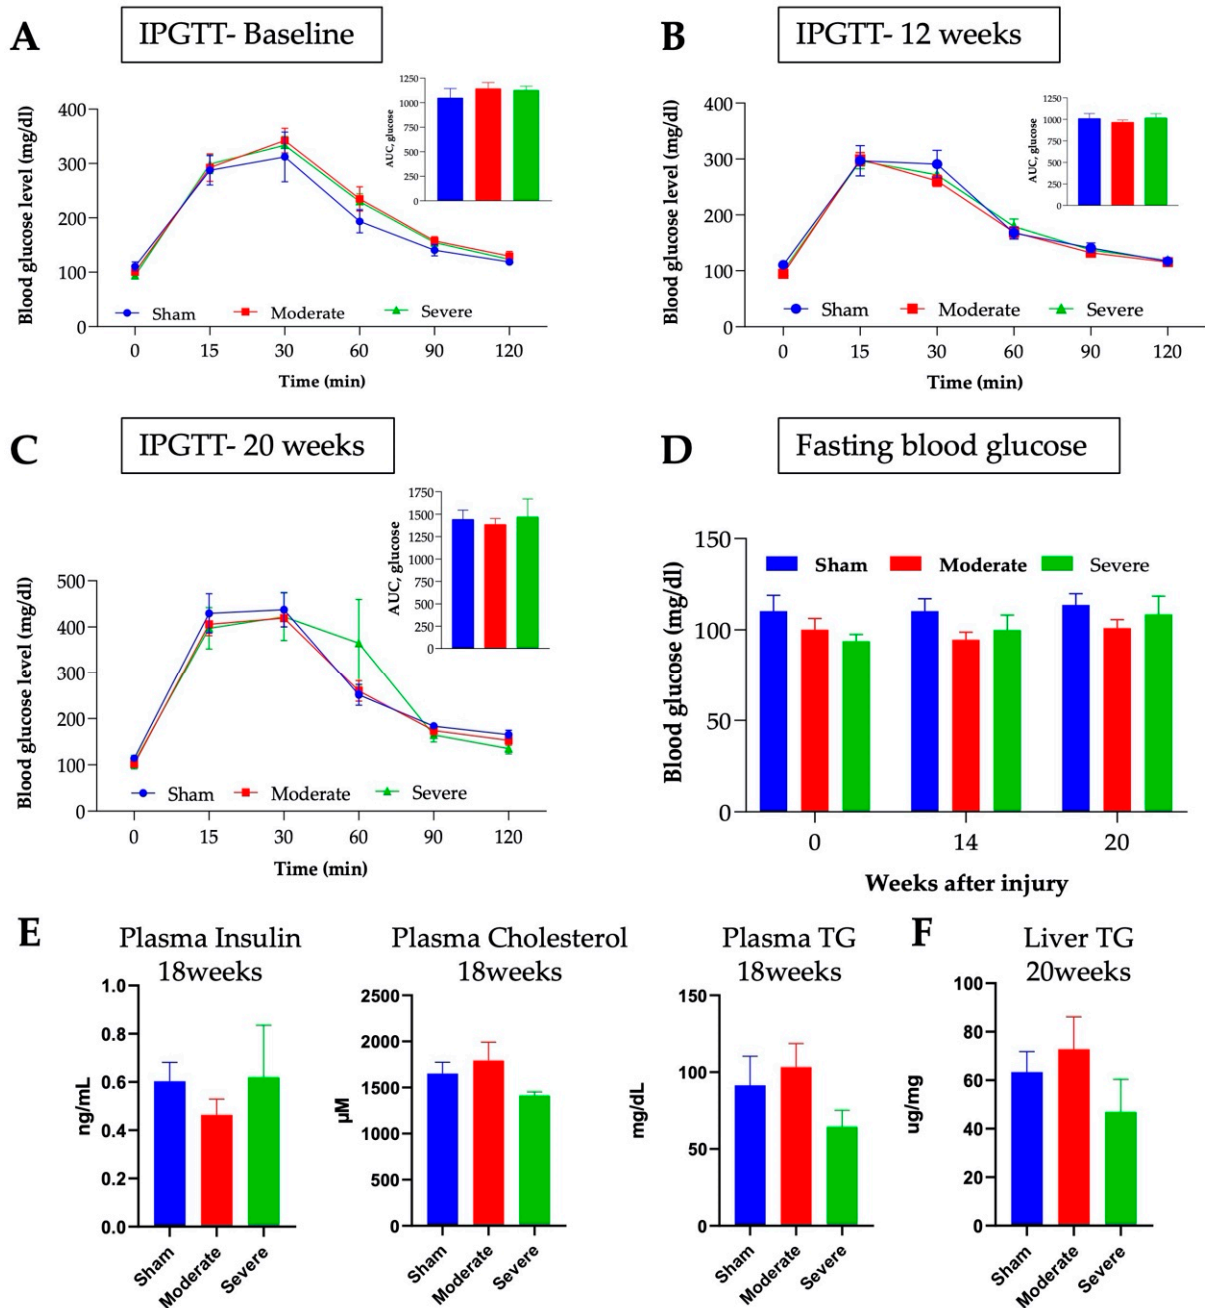 A
IPGTT- Baseline
Blood glucose level (mg/dl)
400
300
200
100
0
AUC, glucose
1250
1000
750
500
250
0
Sham
Moderate
Severe
0 15 30 60 90 120
Time (min)
B
IPGTT- 12 weeks
Blood glucose level (mg/dl)
400
300
200
100
0
AUC, glucose
1250
1000
750
500
250
0
Sham
Moderate
Severe
0 15 30 60 90 120
Time (min)
C
IPGTT- 20 weeks
Blood glucose level (mg/dl)
500
400
300
200
100
0
AUC, glucose
1750
1500
1250
1000
750
500
250
0
Sham
Moderate
Severe
0 15 30 60 90 120
Time (min)
D
Fasting blood glucose
Blood glucose (mg/dl)
150
100
50
0
Sham
Moderate
Severe
0 14 20
Weeks after injury
E
Plasma Insulin
18weeks
ng/mL
1.0
0.8
0.6
0.4
0.2
0.0
Sham
Moderate
Severe
Plasma Cholesterol
18weeks
µM
2500
2000
1500
1000
500
0
Sham
Moderate
Severe
Plasma TG
18weeks
mg/dL
150
100
50
0
Sham
Moderate
Severe
F
Liver TG
20weeks
ug/mg
100
80
60
40
20
0
Sham
Moderate
Severe